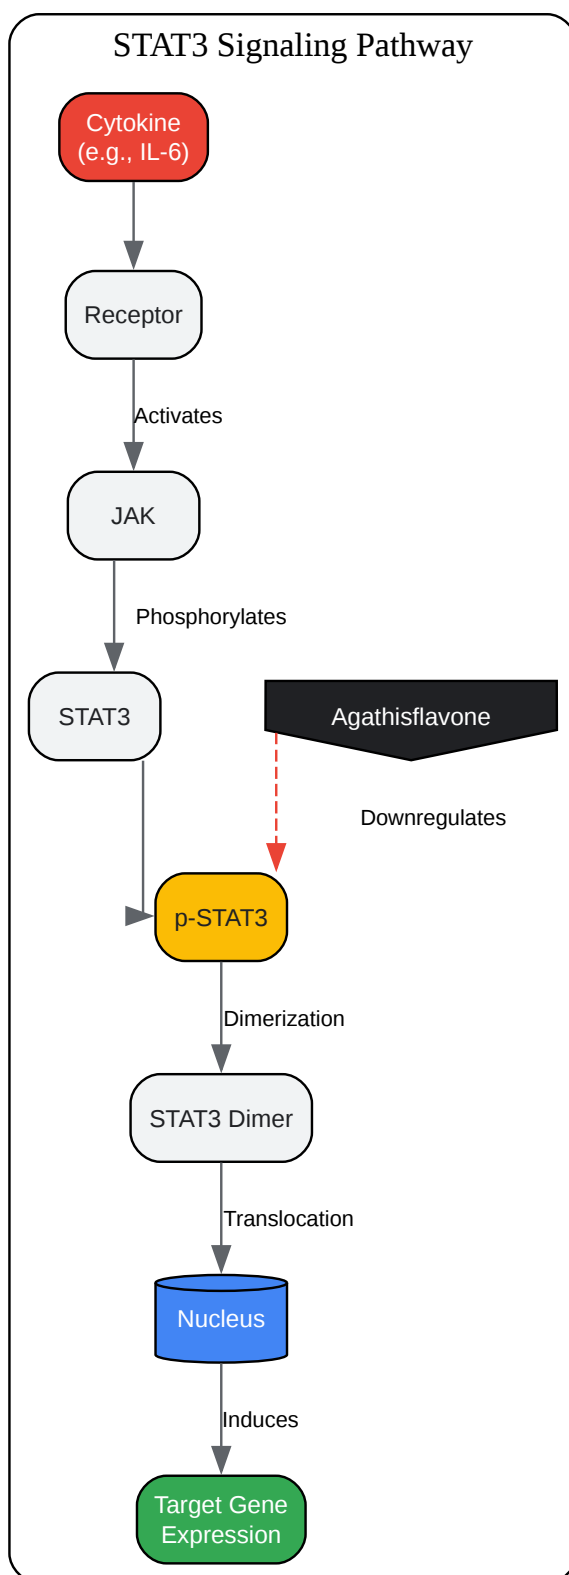 STAT3 Signaling Pathway
Cytokine
(e.g., IL-6)
Receptor
Activates
JAK
Phosphorylates
STAT3
Agathisflavone
Downregulates
p-STAT3
Dimerization
STAT3 Dimer
Translocation
Nucleus
Induces
Target Gene
Expression